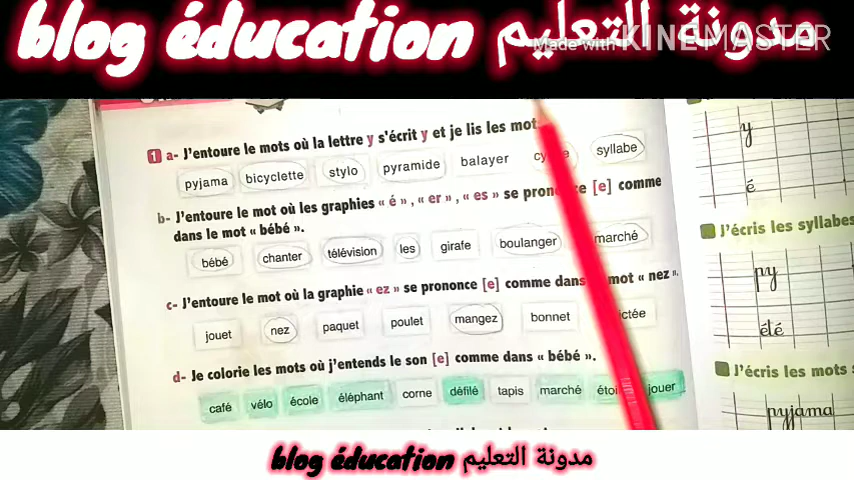 blog éducation مدونة التعليم
Made with KINEMASTER
1 a- J'entoure le mots où la lettre y s'écrit y et je lis les mot
pyjama bicyclette stylo pyramide balayer syllabe
b- J'entoure le mot où les graphies « é » , « er » , « es » se [e] comme
dans le mot « bébé ».
bébé chanter télévision les girafe boulanger marché
c- J'entoure le mot où la graphie « ez » se prononce [e] comme dans mot « nez ».
jouet nez paquet poulet mangez bonnet
d- Je colorie les mots où j'entends le son [e] comme dans « bébé ».
café vélo école éléphant corne défilé tapis marché jouer
y
é
J'écris les syllabes
py
été
J'écris les mots
pyjama
blog éducation مدونة التعليم